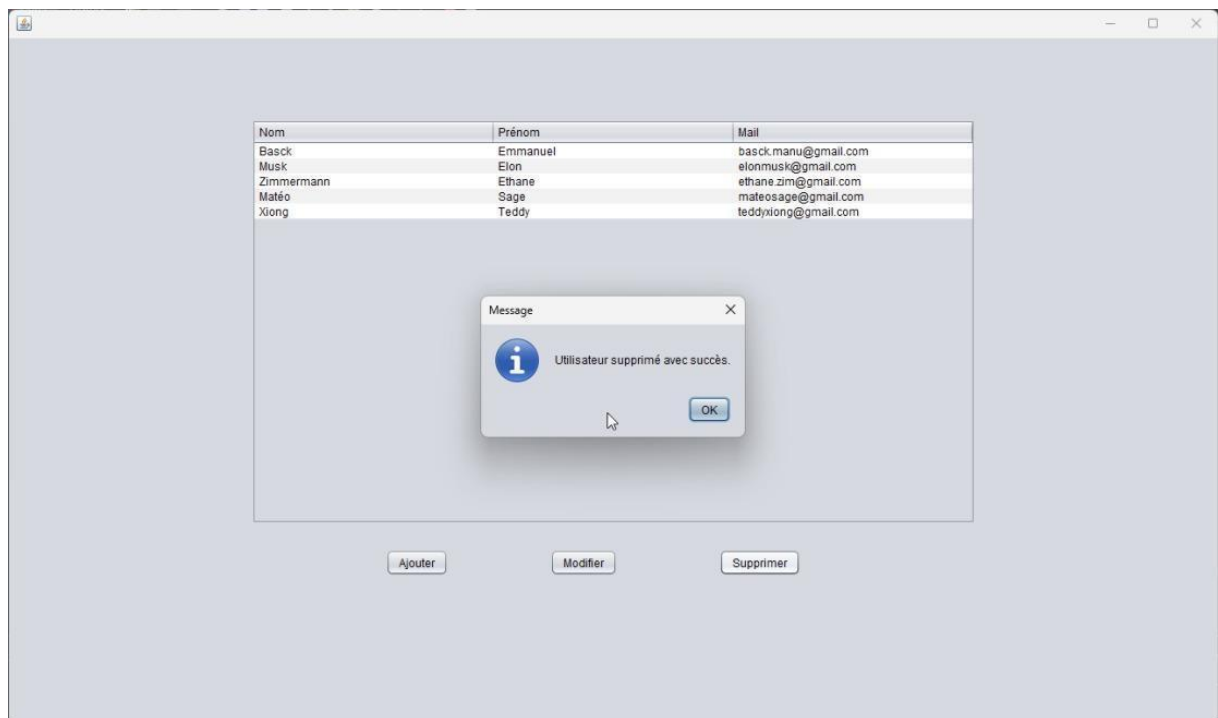 Nom Prénom Mail
Basck Emmanuel basck.manu@gmail.com
Musk Elon elonmusk@gmail.com
Zimmermann Ethane ethane.zim@gmail.com
Matéo Sage mateosage@gmail.com
Xiong Teddy teddyxiong@gmail.com
Message
Utilisateur supprimé avec succès.
OK
Ajouter Modifier Supprimer